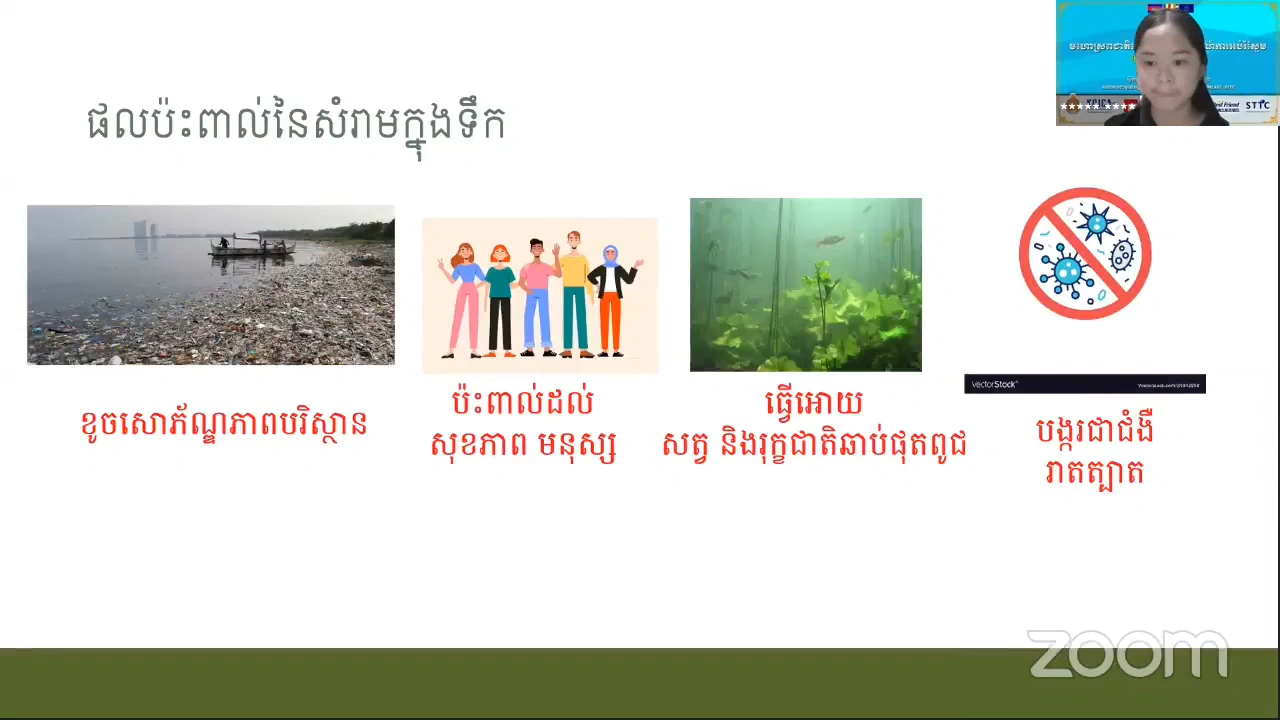 ផលប៉ះពាល់នៃសំរាមក្នុងទឹក
ខូចសោភ័ណ្ឌភាពបរិស្ថាន
ប៉ះពាល់ដល់
សុខភាព មនុស្ស
ធ្វើអោយ
សត្វ និងរុក្ខជាតិឆាប់ផុតពូជ
VectorStock
បង្ករជាជំងឺ
រាតត្បាត
***** ****
STTC
zoom